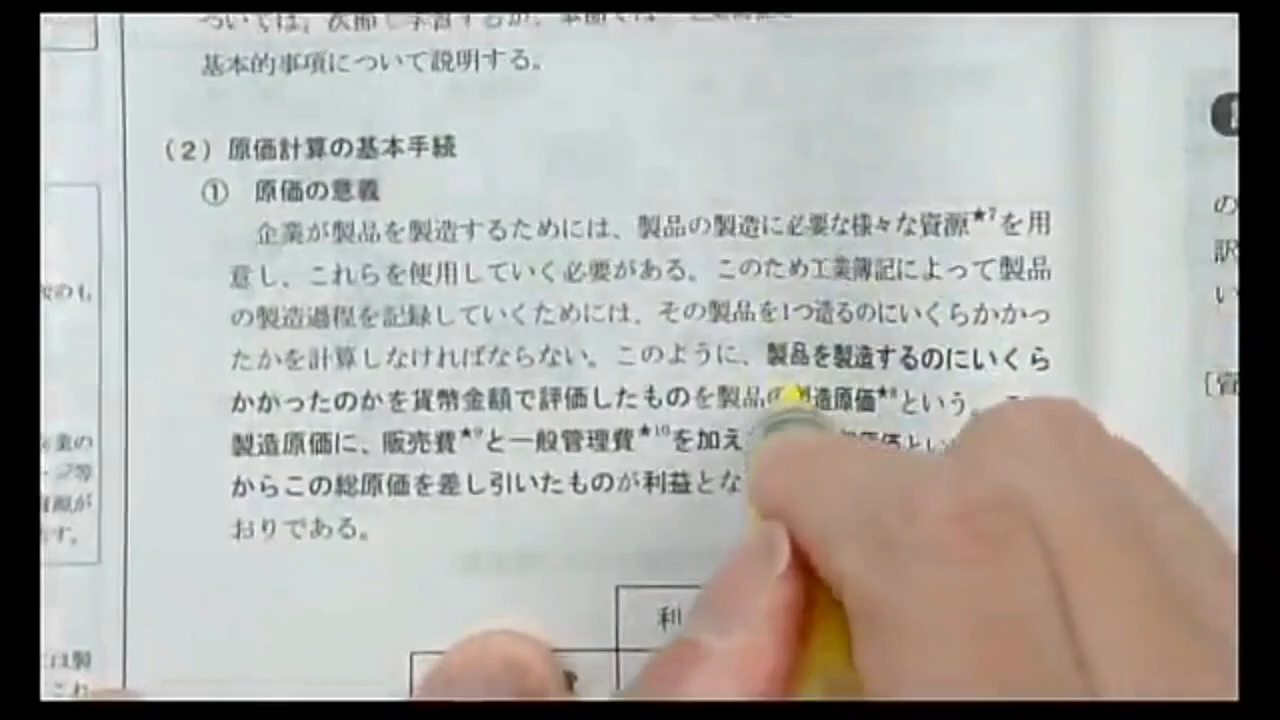 基本的事項について説明する。
(2) 原価計算の基本手続
① 原価の意義
企業が製品を製造するためには、製品の製造に必要な様々な資源★7を用
意し、これらを使用していく必要がある。このため工業簿記によって製品
の製造過程を記録していくためには、その製品を1つ造るのにいくらかかっ
たかを計算しなければならない。このように、製品を製造するのにいくら
かかったのかを貨幣金額で評価したものを製品の 造原価★8という。
製造原価に、販売費★9と一般管理費★10を加え
からこの総原価を差し引いたものが利益とな
おりである。
利